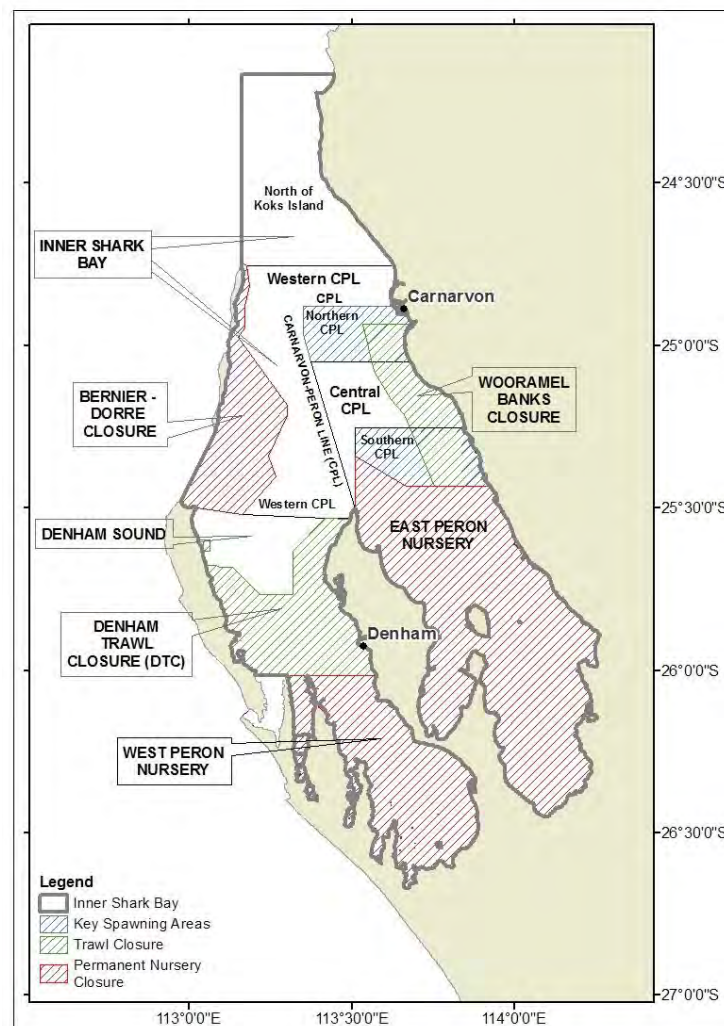 North of
Koks Island
24°30'0"S
INNER SHARK
BAY
Western CPL
CPL
Northern CPL
Carnarvon
25°0'0"S
CARNARVON-PERON LINE (CPL)
Central
CPL
WOORAMEL
BANKS
CLOSURE
BERNIER -
DORRE
CLOSURE
Southern
CPL
Western CPL
25°30'0"S
DENHAM SOUND
EAST PERON
NURSERY
DENHAM
TRAWL
CLOSURE (DTC)
Denham
26°0'0"S
WEST PERON
NURSERY
26°30'0"S
Legend
Inner Shark Bay
Key Spawning Areas
Trawl Closure
Permanent Nursery
Closure
27°0'0"S
113°0'0"E
113°30'0"E
114°0'0"E